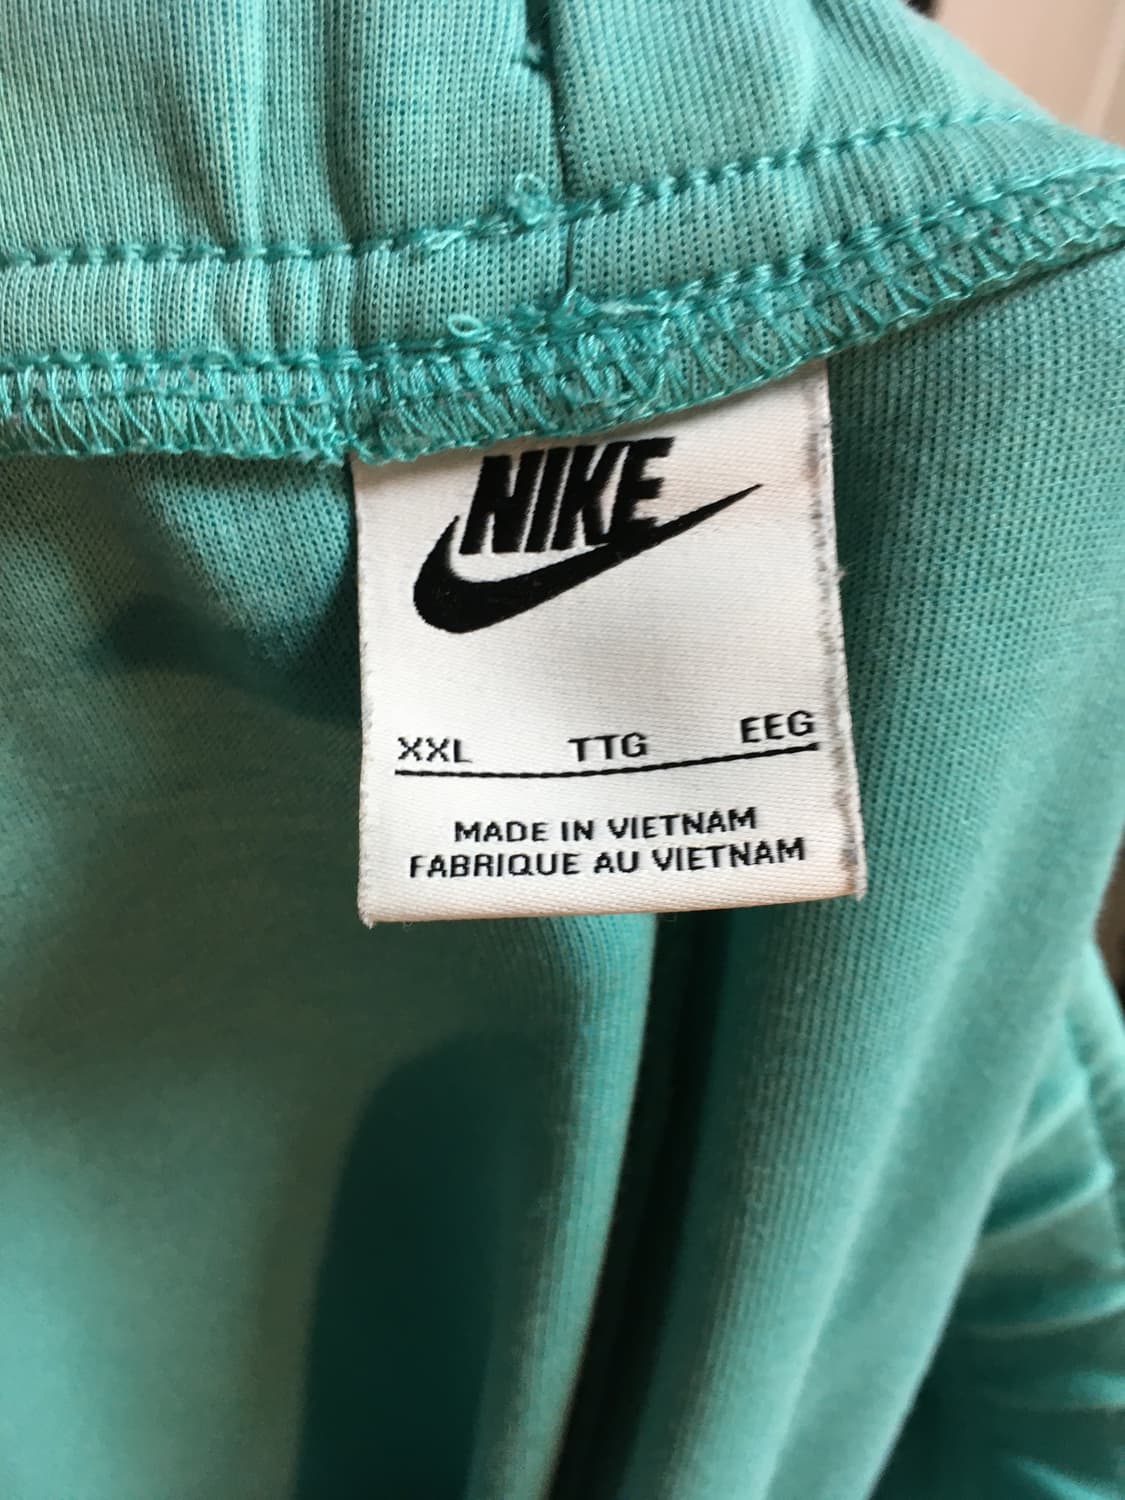 NIKE
XXL TTG EEG
MADE IN VIETNAM
FABRIQUE AU VIETNAM